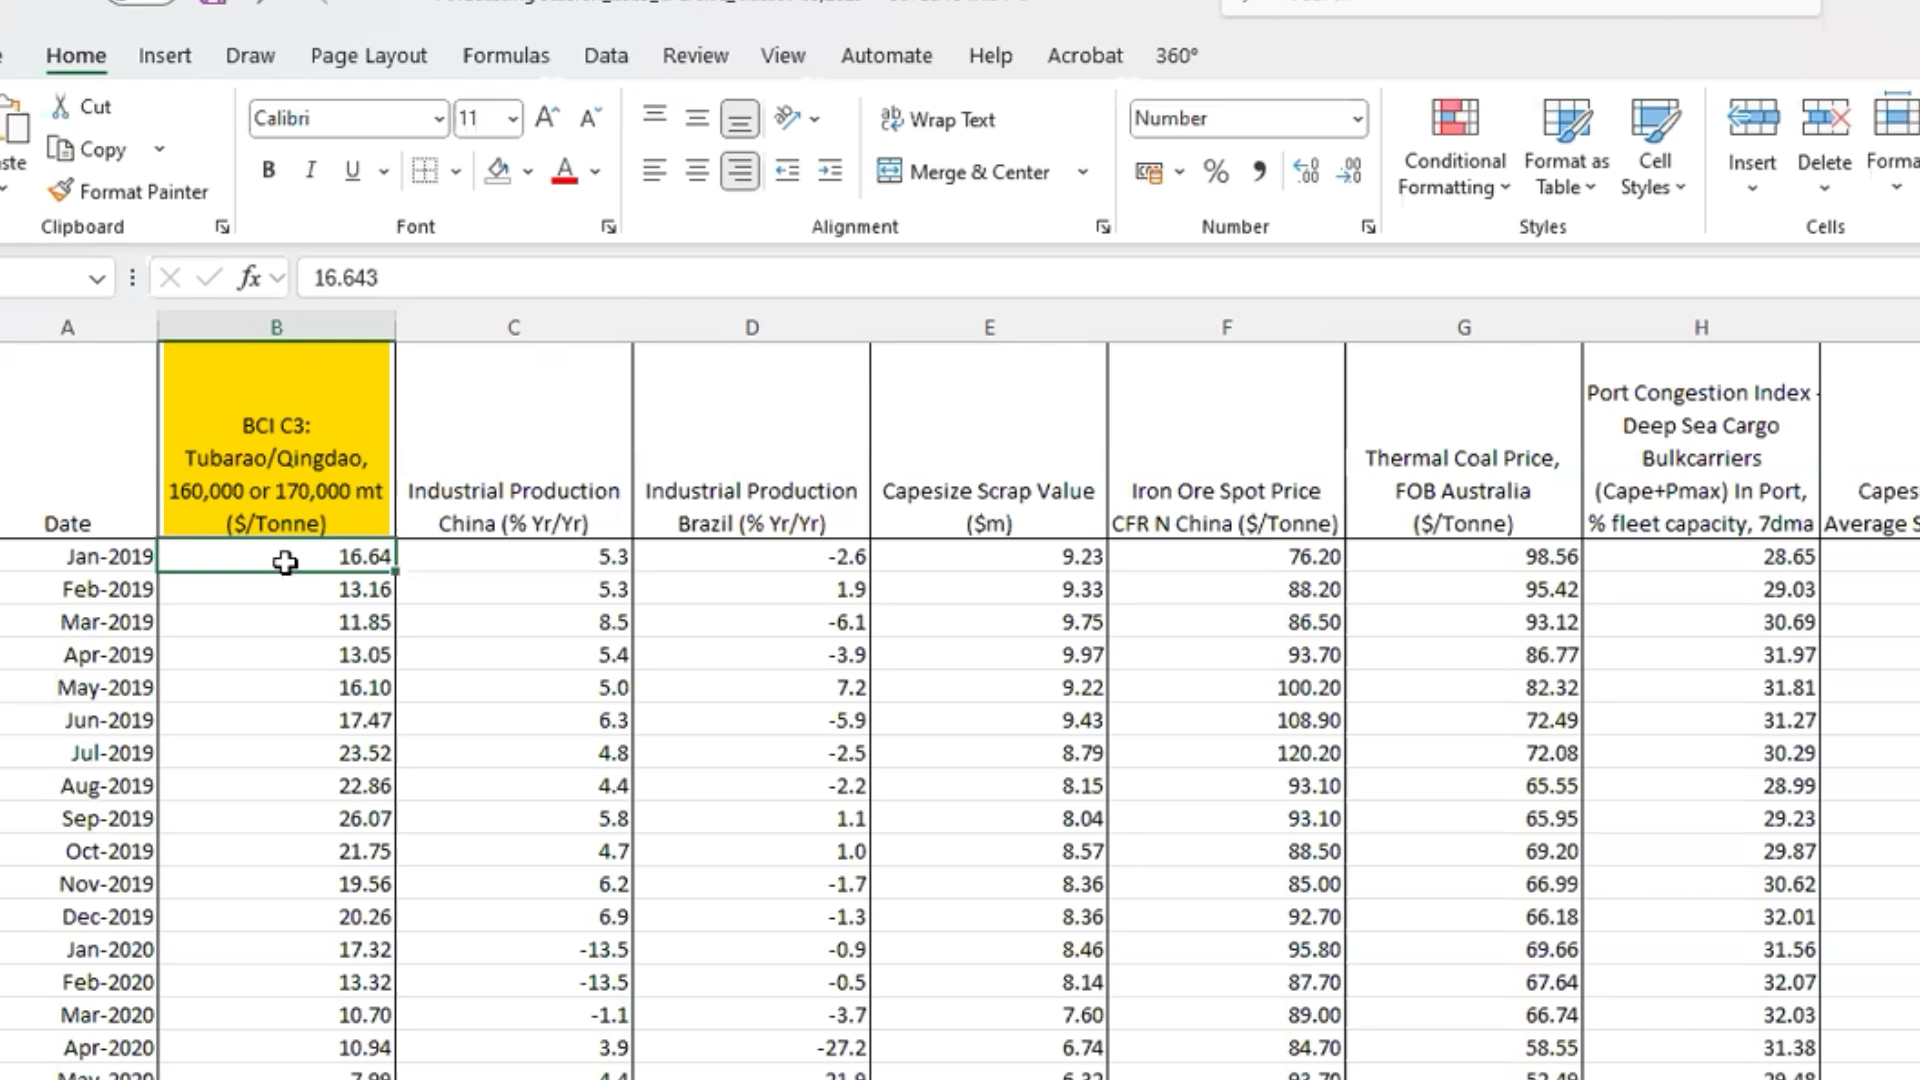 Home Insert Draw Page Layout Formulas Data Review View Automate Help Acrobat 360°
Cut
Copy
Format Painter
Clipboard
Calibri 11
B I U
Font
Wrap Text
Merge & Center
Alignment
Number
% ,
Number
Conditional Formatting
Format as Table
Cell Styles
Styles
Insert Delete
Cells
fx 16.643
A B C D E F G H
Date
BCI C3:
Tubarao/Qingdao,
160,000 or 170,000 mt
($/Tonne)
Industrial Production
China (% Yr/Yr)
Industrial Production
Brazil (% Yr/Yr)
Capesize Scrap Value
($m)
Iron Ore Spot Price
CFR N China ($/Tonne)
Thermal Coal Price,
FOB Australia
($/Tonne)
Port Congestion Index -
Deep Sea Cargo
Bulkcarriers
(Cape+Pmax) In Port,
% fleet capacity, 7dma
Average
Jan-2019 16.64 5.3 -2.6 9.23 76.20 98.56 28.65
Feb-2019 13.16 5.3 1.9 9.33 88.20 95.42 29.03
Mar-2019 11.85 8.5 -6.1 9.75 86.50 93.12 30.69
Apr-2019 13.05 5.4 -3.9 9.97 93.70 86.77 31.97
May-2019 16.10 5.0 7.2 9.22 100.20 82.32 31.81
Jun-2019 17.47 6.3 -5.9 9.43 108.90 72.49 31.27
Jul-2019 23.52 4.8 -2.5 8.79 120.20 72.08 30.29
Aug-2019 22.86 4.4 -2.2 8.15 93.10 65.55 28.99
Sep-2019 26.07 5.8 1.1 8.04 93.10 65.95 29.23
Oct-2019 21.75 4.7 1.0 8.57 88.50 69.20 29.87
Nov-2019 19.56 6.2 -1.7 8.36 85.00 66.99 30.62
Dec-2019 20.26 6.9 -1.3 8.36 92.70 66.18 32.01
Jan-2020 17.32 -13.5 -0.9 8.46 95.80 69.66 31.56
Feb-2020 13.32 -13.5 -0.5 8.14 87.70 67.64 32.07
Mar-2020 10.70 -1.1 -3.7 7.60 89.00 66.74 32.03
Apr-2020 10.94 3.9 -27.2 6.74 84.70 58.55 31.38